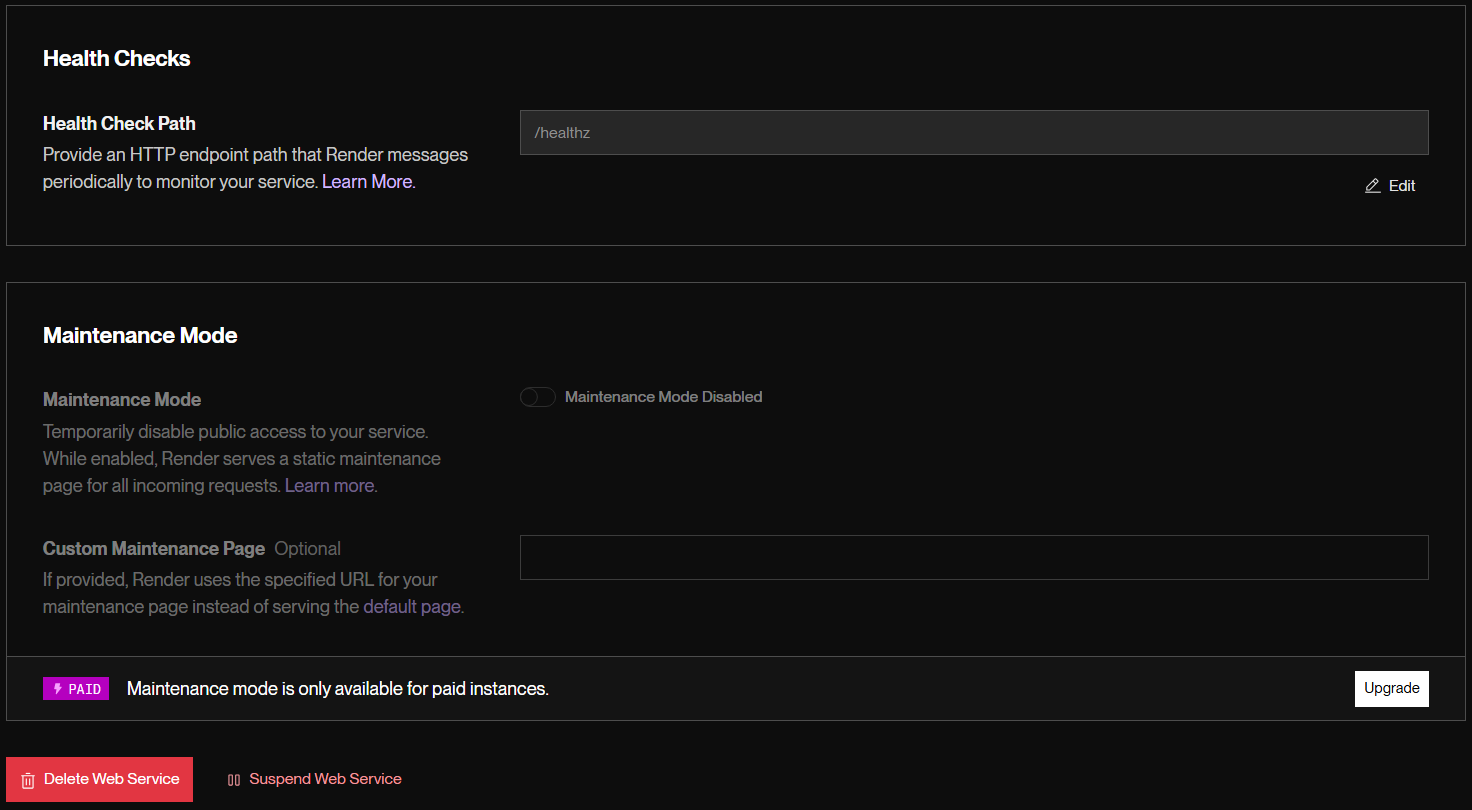 Health Checks
Health Check Path
Provide an HTTP endpoint path that Render messages
periodically to monitor your service. Learn More.
/healthz
Edit
Maintenance Mode
Maintenance Mode
Temporarily disable public access to your service.
While enabled, Render serves a static maintenance
page for all incoming requests. Learn more.
Maintenance Mode Disabled
Custom Maintenance Page Optional
If provided, Render uses the specified URL for your
maintenance page instead of serving the default page.
PAID Maintenance mode is only available for paid instances.
Upgrade
Delete Web Service
Suspend Web Service